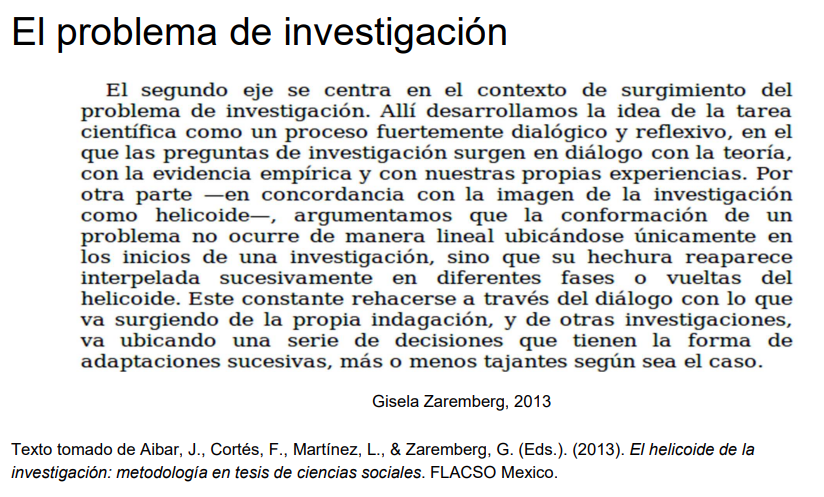 El problema de investigación
El segundo eje se centra en el contexto de surgimiento del
problema de investigación. Allí desarrollamos la idea de la tarea
científica como un proceso fuertemente dialógico y reflexivo, en el
que las preguntas de investigación surgen en diálogo con la teoría,
con la evidencia empírica y con nuestras propias experiencias. Por
otra parte —en concordancia con la imagen de la investigación
como helicoide—, argumentamos que la conformación de un
problema no ocurre de manera lineal ubicándose únicamente en
los inicios de una investigación, sino que su hechura reaparece
interpelada sucesivamente en diferentes fases o vueltas del
helicoide. Este constante rehacerse a través del diálogo con lo que
va surgiendo de la propia indagación, y de otras investigaciones,
va ubicando una serie de decisiones que tienen la forma de
adaptaciones sucesivas, más o menos tajantes según sea el caso.
Gisela Zaremberg, 2013
Texto tomado de Aibar, J., Cortés, F., Martínez, L., & Zaremberg, G. (Eds.). (2013). El helicoide de la
investigación: metodología en tesis de ciencias sociales. FLACSO Mexico.